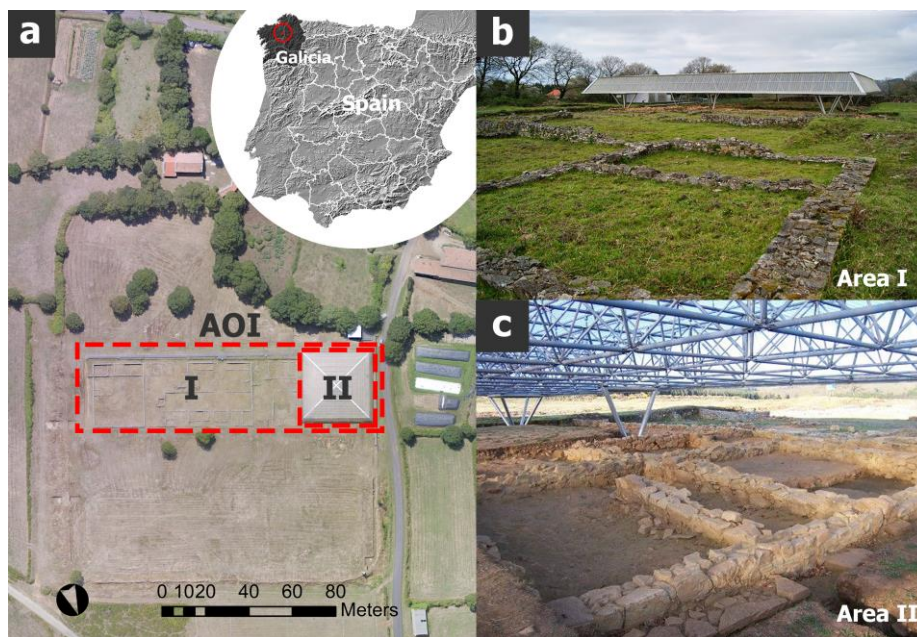 a
Galicia
Spain
AOI
I
II
0 10 20 40 60 80
Meters
b
Area I
c
Area II